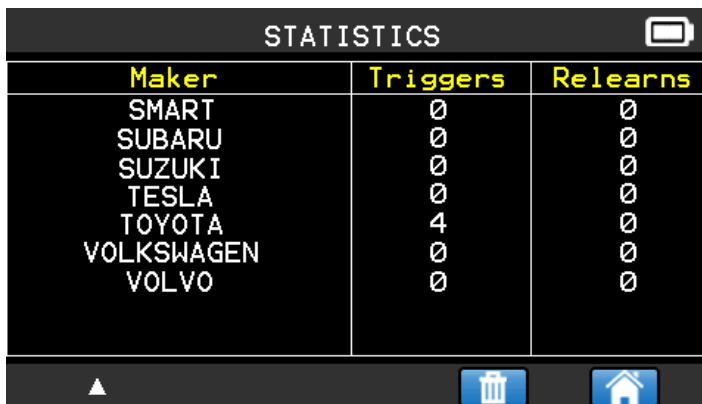 STATISTICS
Maker Triggers Relearns
SMART 0 0
SUBARU 0 0
SUZUKI 0 0
TESLA 0 0
TOYOTA 4 0
VOLKSWAGEN 0 0
VOLVO 0 0